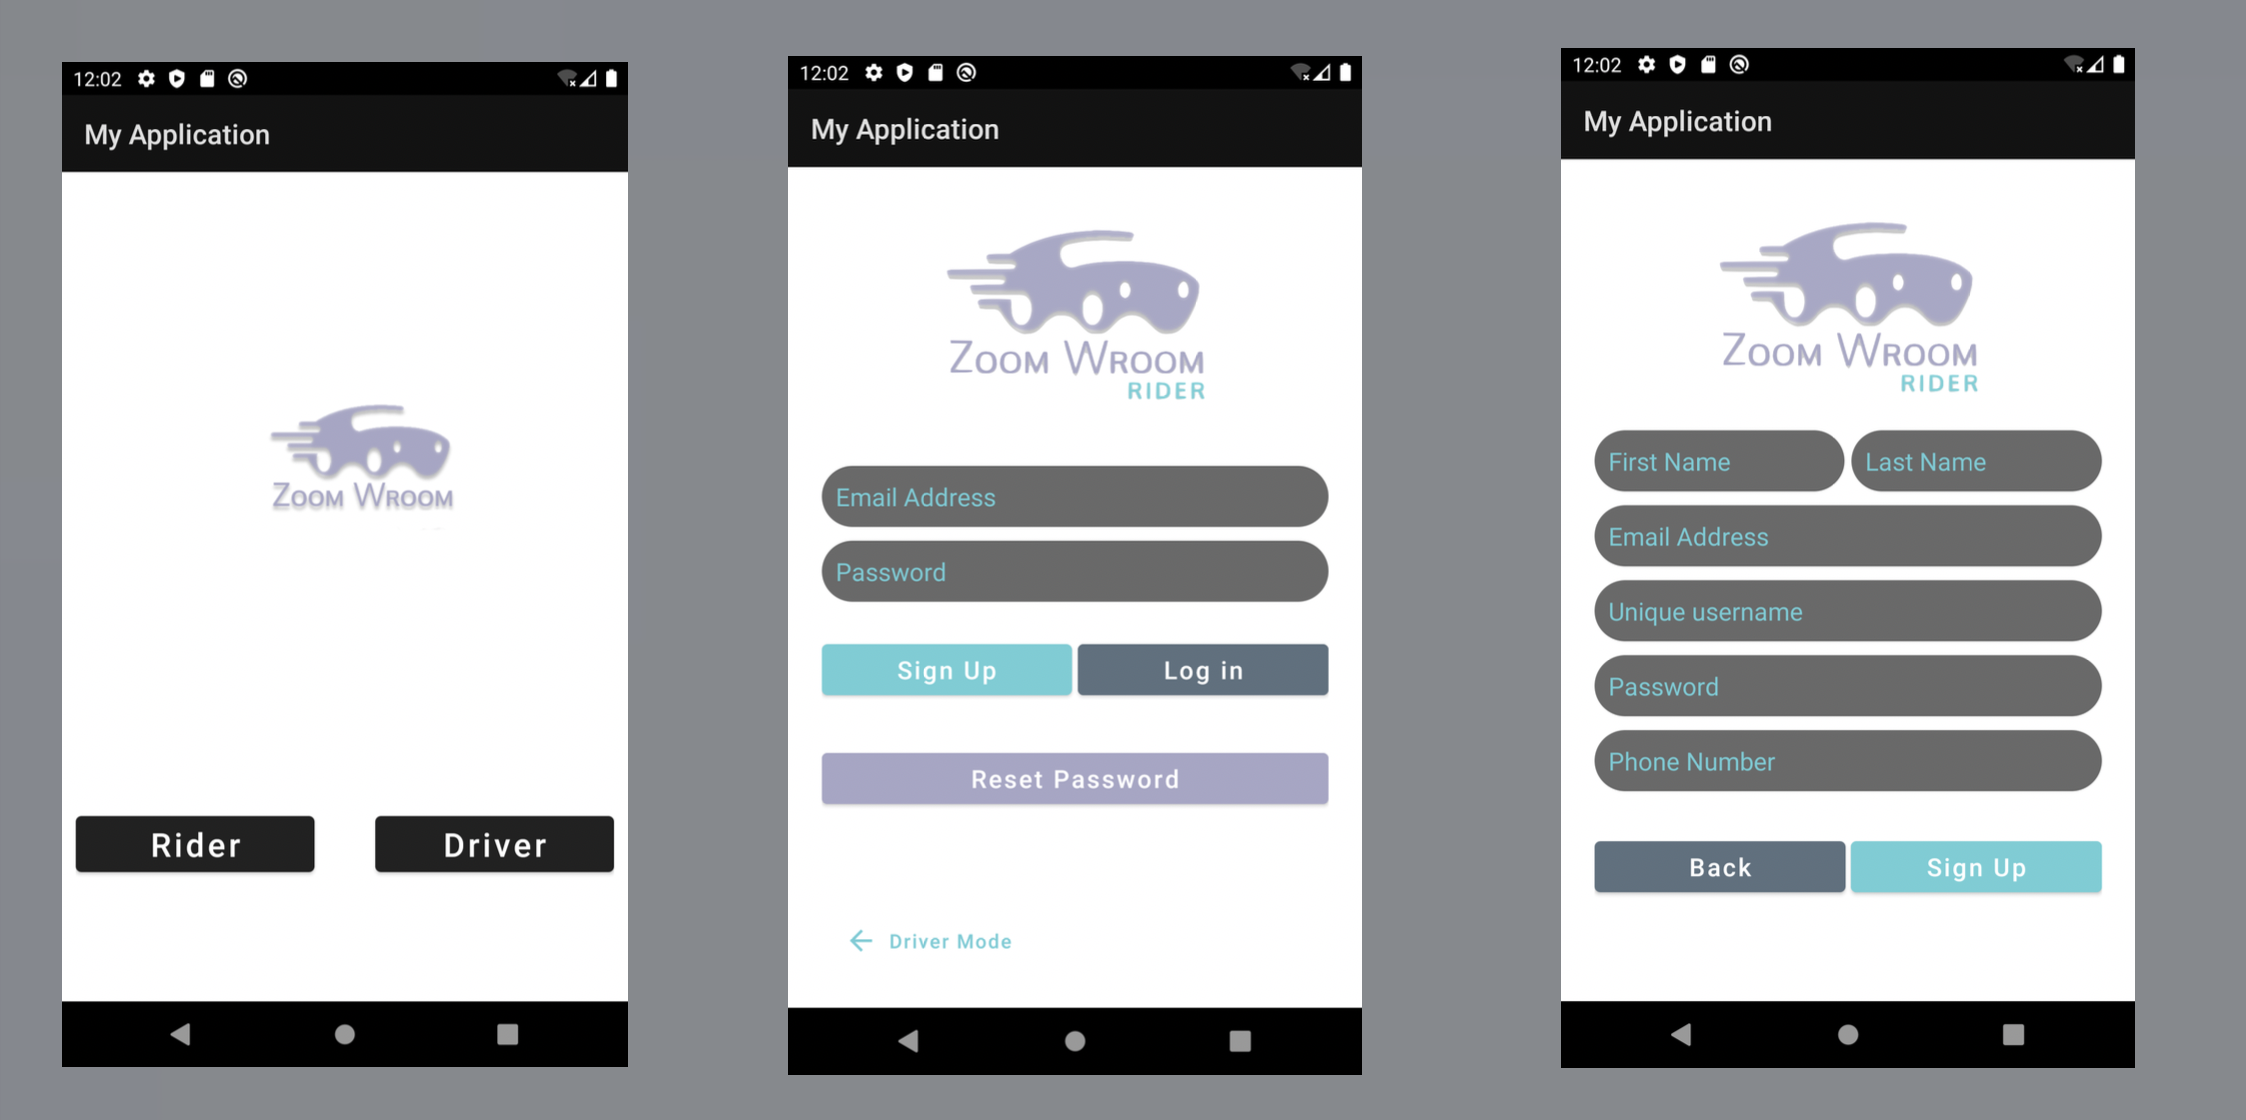 12:02
My Application
Zoom Wroom
Rider
Driver
12:02
My Application
Zoom Wroom
RIDER
Email Address
Password
Sign Up
Log in
Reset Password
Driver Mode
12:02
My Application
Zoom Wroom
RIDER
First Name
Last Name
Email Address
Unique username
Password
Phone Number
Back
Sign Up